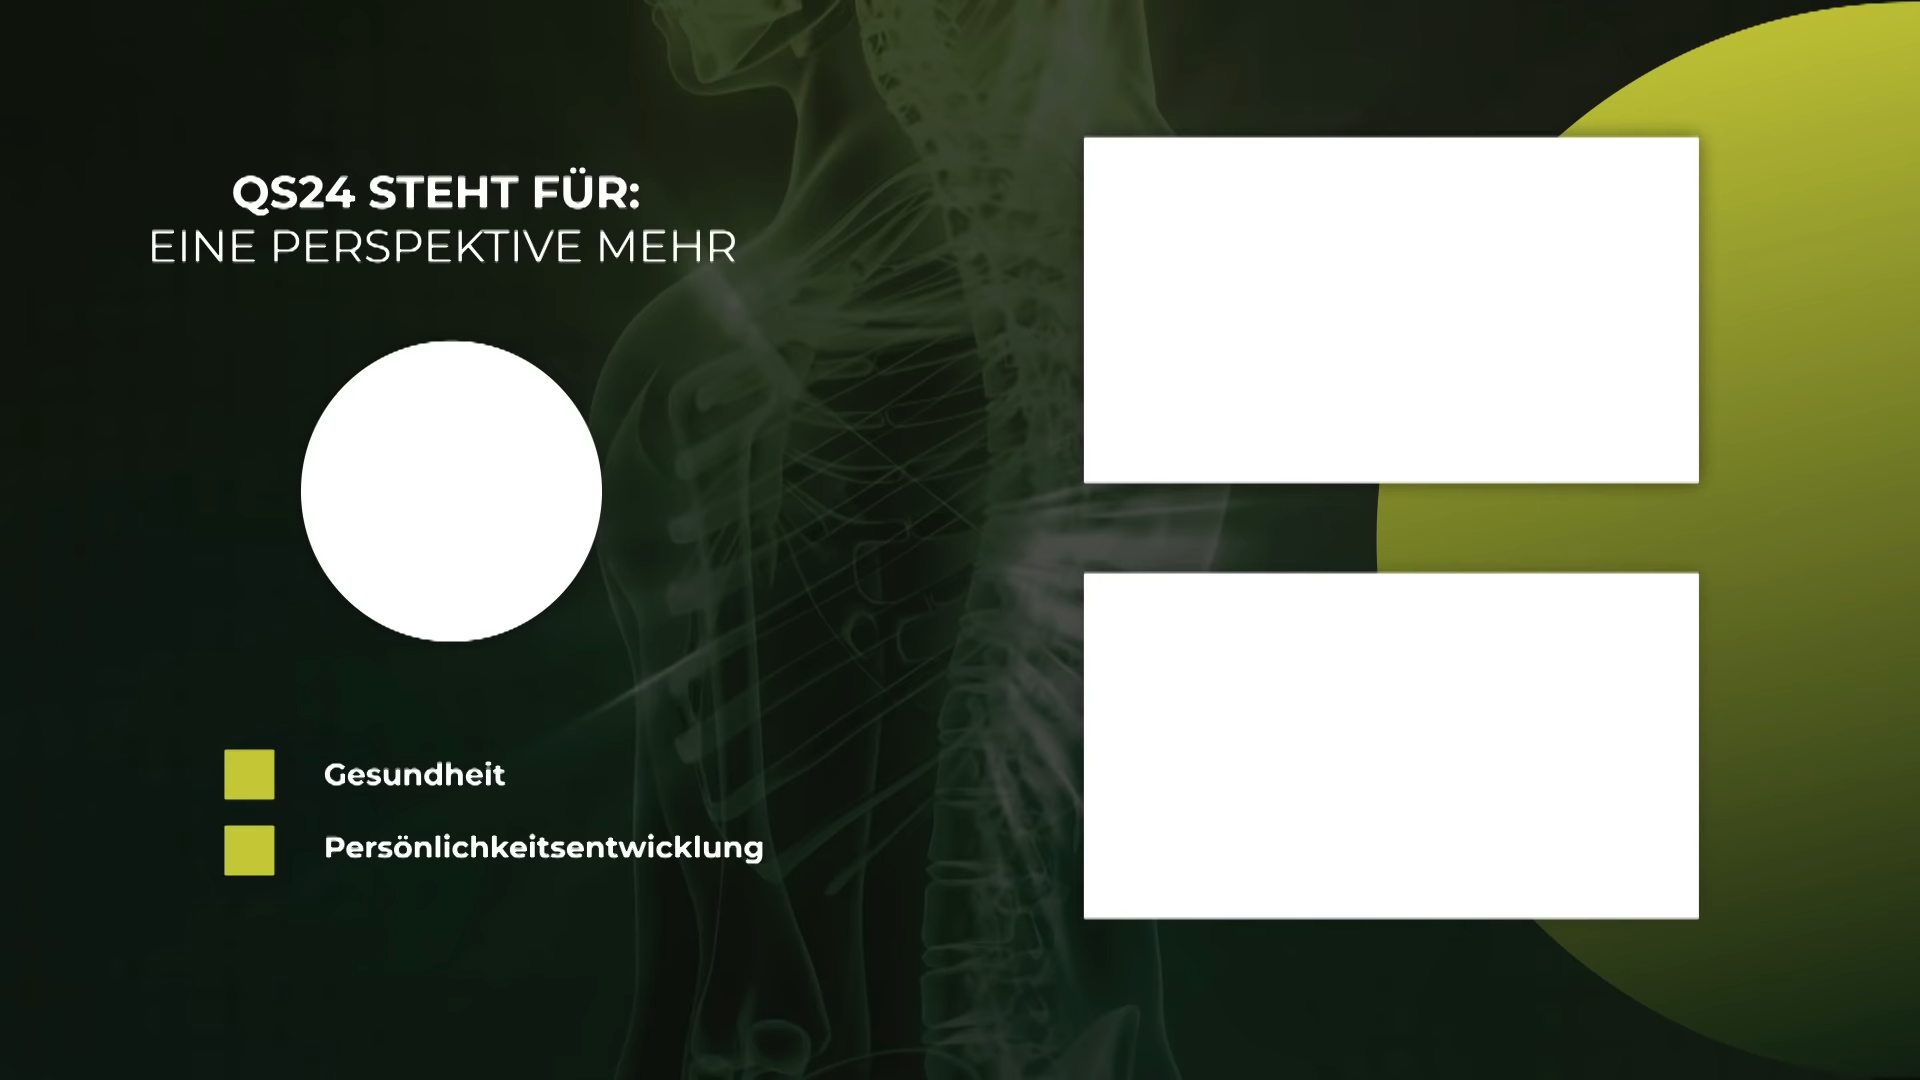 QS24 STEHT FÜR:
EINE PERSPEKTIVE MEHR
Gesundheit
Persönlichkeitsentwicklung